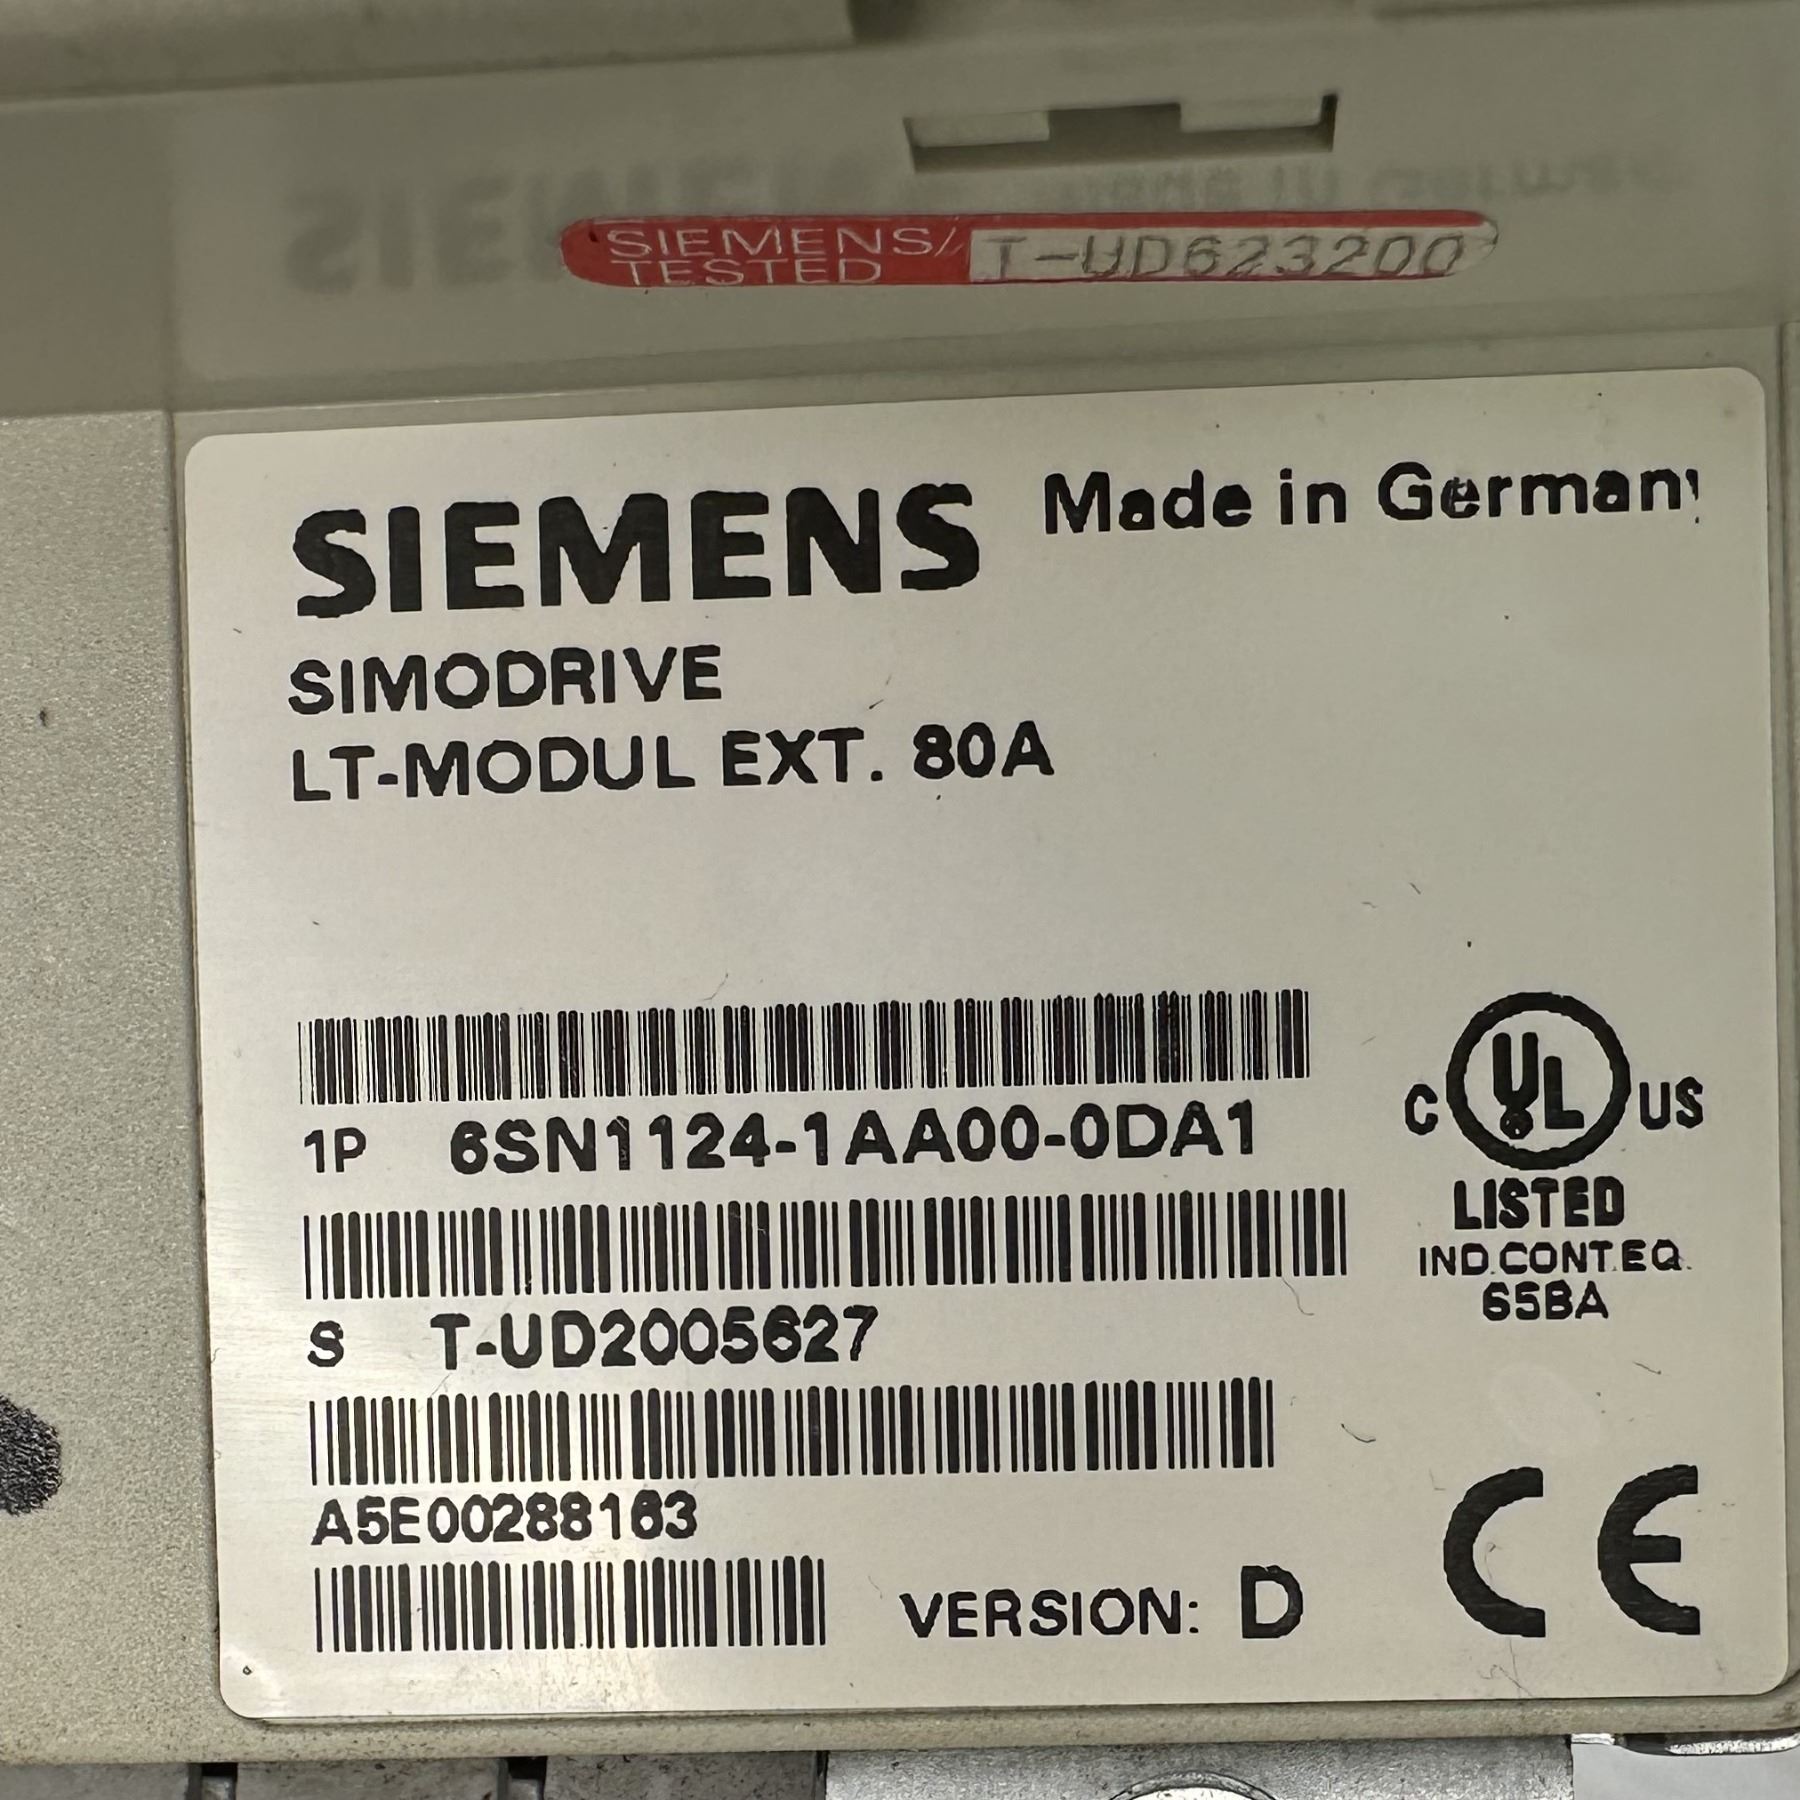 SIEMENS/ T-UD623200
TESTED
SIEMENS Made in Germany
SIMODRIVE
LT-MODUL EXT. 80A
1P 6SN1124-1AA00-0DA1
C UL US
LISTED
IND.CONT.EQ.
65BA
S T-UD2005627
A5E00288163
VERSION: D
CE